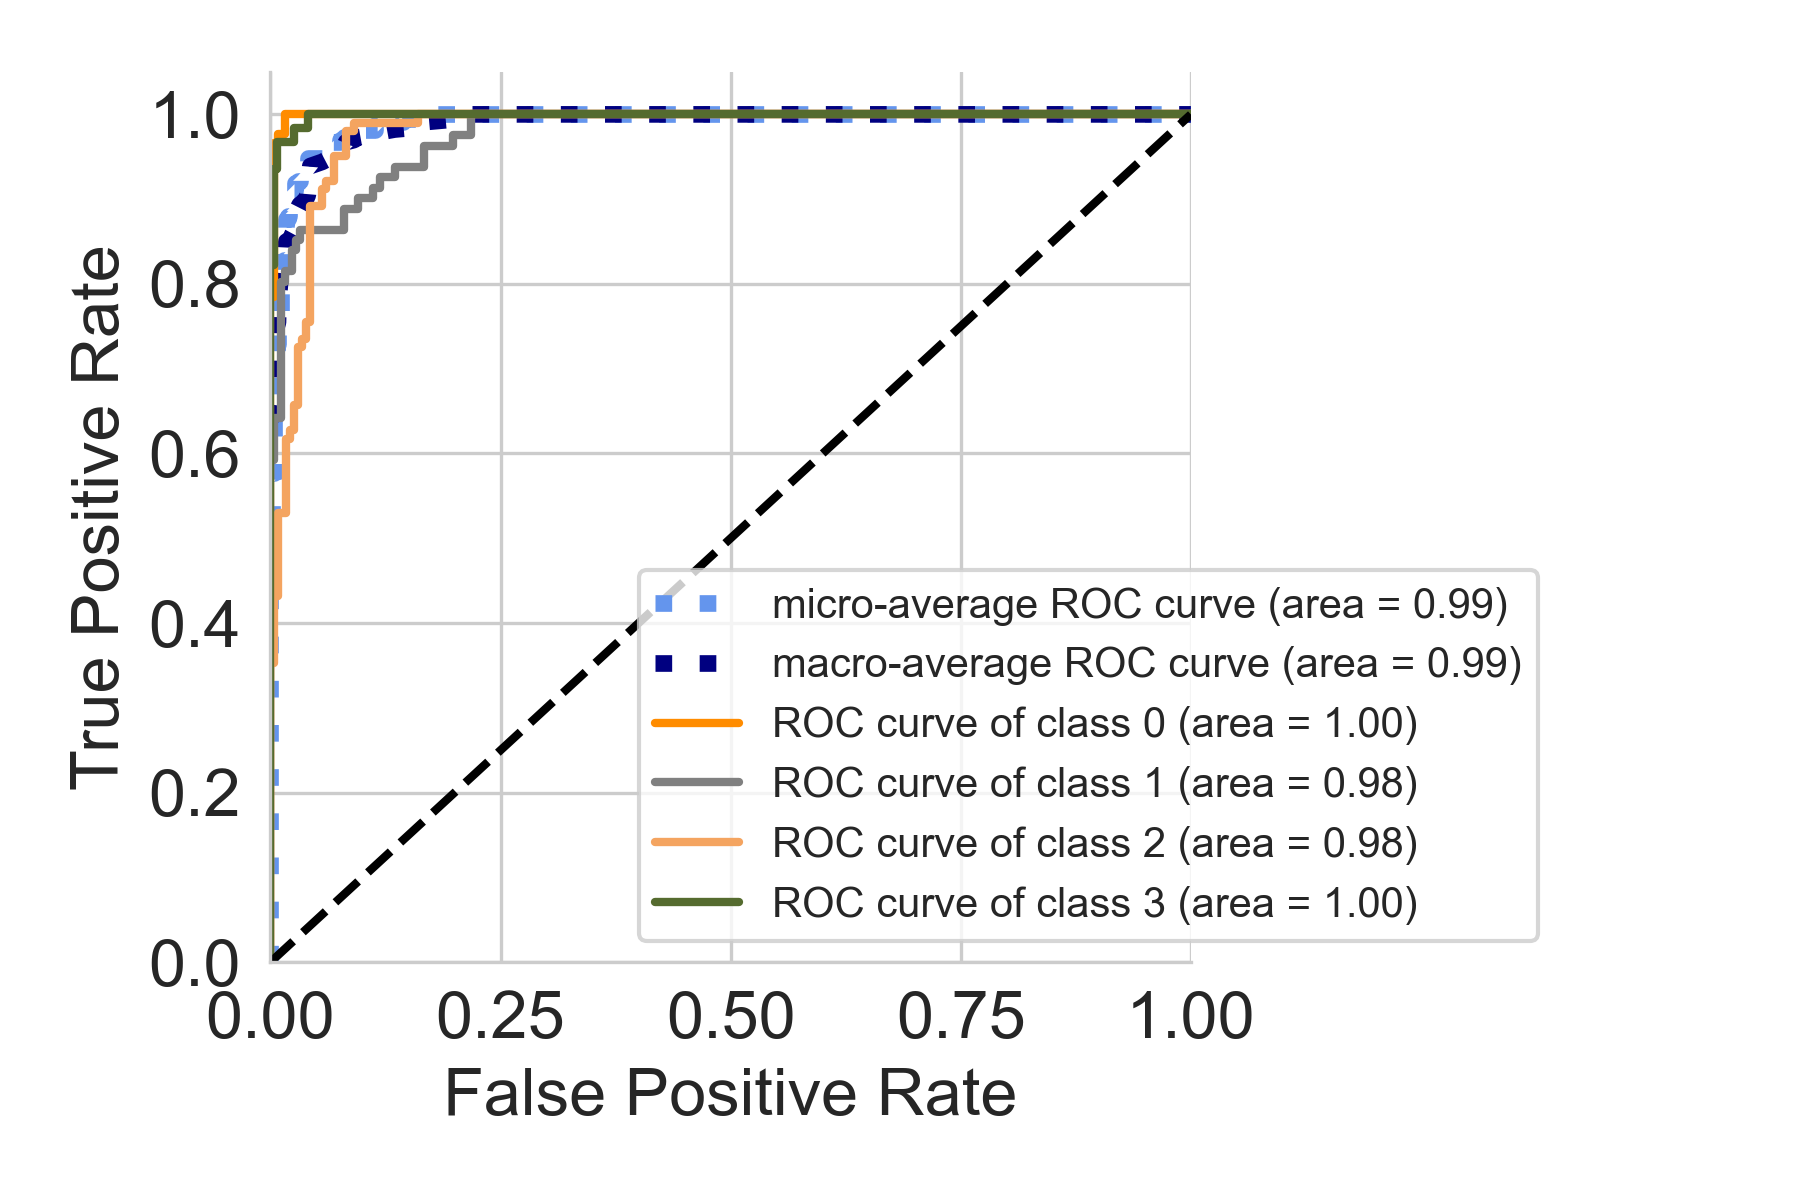 True Positive Rate
1.0
0.8
0.6
0.4
0.2
0.0
0.00 0.25 0.50 0.75 1.00
False Positive Rate
micro-average ROC curve (area = 0.99)
macro-average ROC curve (area = 0.99)
ROC curve of class 0 (area = 1.00)
ROC curve of class 1 (area = 0.98)
ROC curve of class 2 (area = 0.98)
ROC curve of class 3 (area = 1.00)